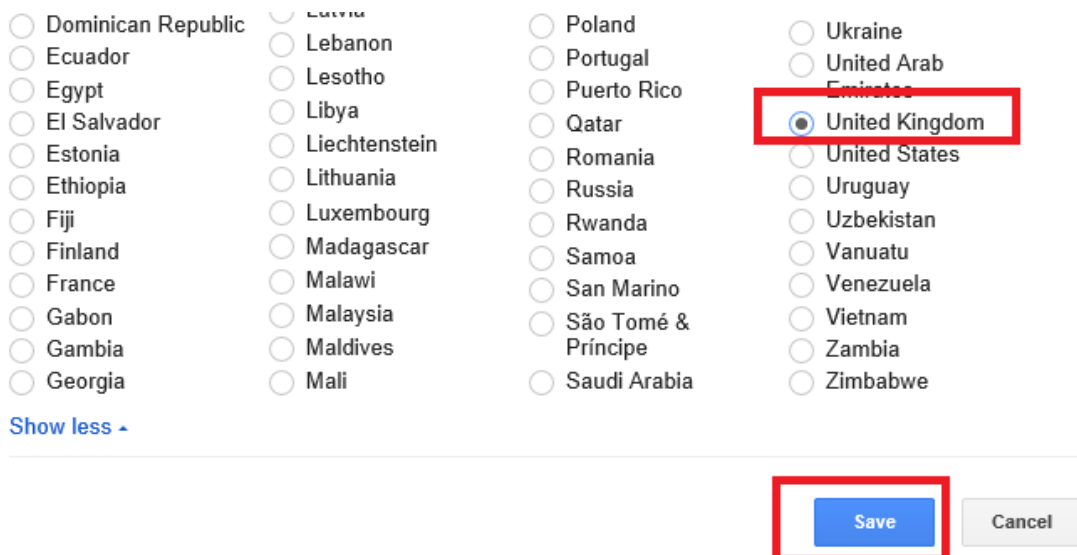 Dominican Republic
Ecuador
Egypt
El Salvador
Estonia
Ethiopia
Fiji
Finland
France
Gabon
Gambia
Georgia
Latvia
Lebanon
Lesotho
Libya
Liechtenstein
Lithuania
Luxembourg
Madagascar
Malawi
Malaysia
Maldives
Mali
Poland
Portugal
Puerto Rico
Qatar
Romania
Russia
Rwanda
Samoa
San Marino
São Tomé &
Príncipe
Saudi Arabia
Ukraine
United Arab
Emirates
United Kingdom
United States
Uruguay
Uzbekistan
Vanuatu
Venezuela
Vietnam
Zambia
Zimbabwe
Show less
Save
Cancel